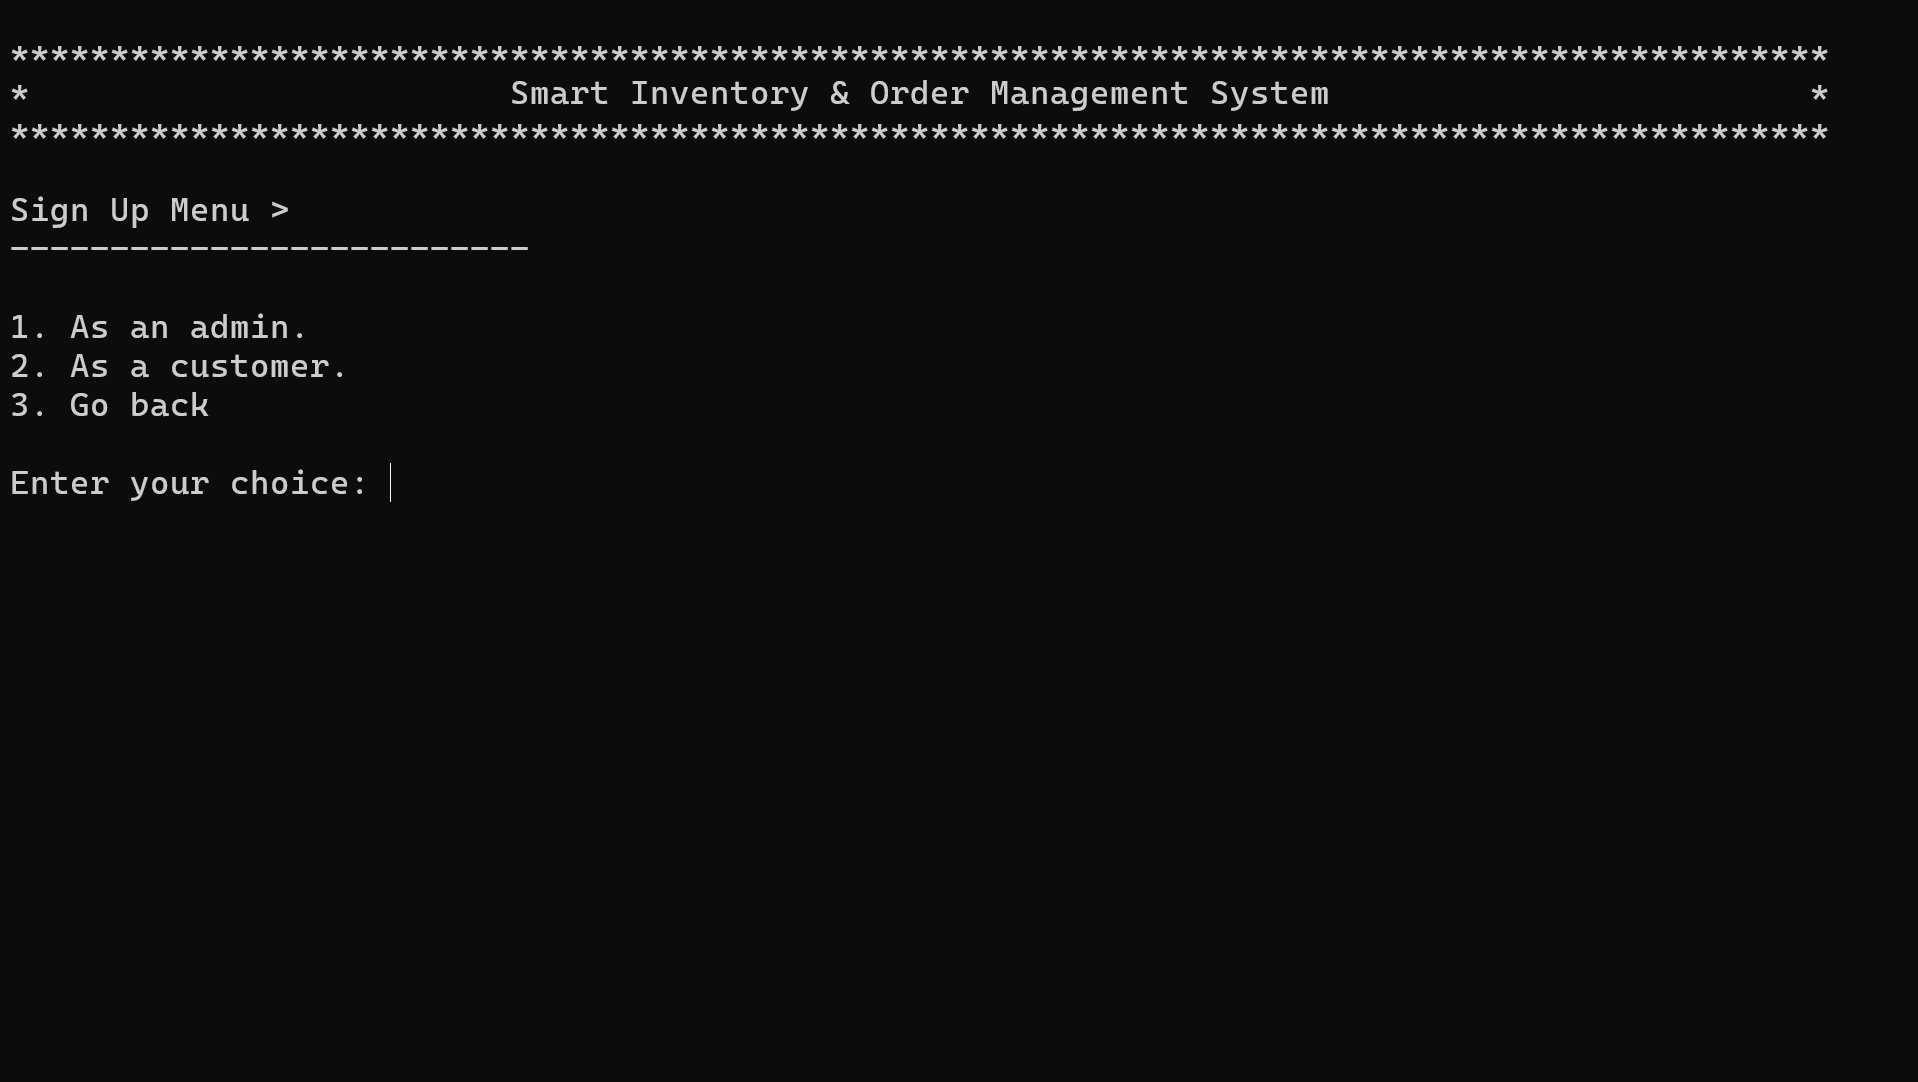 *******************************************************************************************
*                        Smart Inventory & Order Management System                        *
*******************************************************************************************
Sign Up Menu >
--------------------------
1. As an admin.
2. As a customer.
3. Go back
Enter your choice: